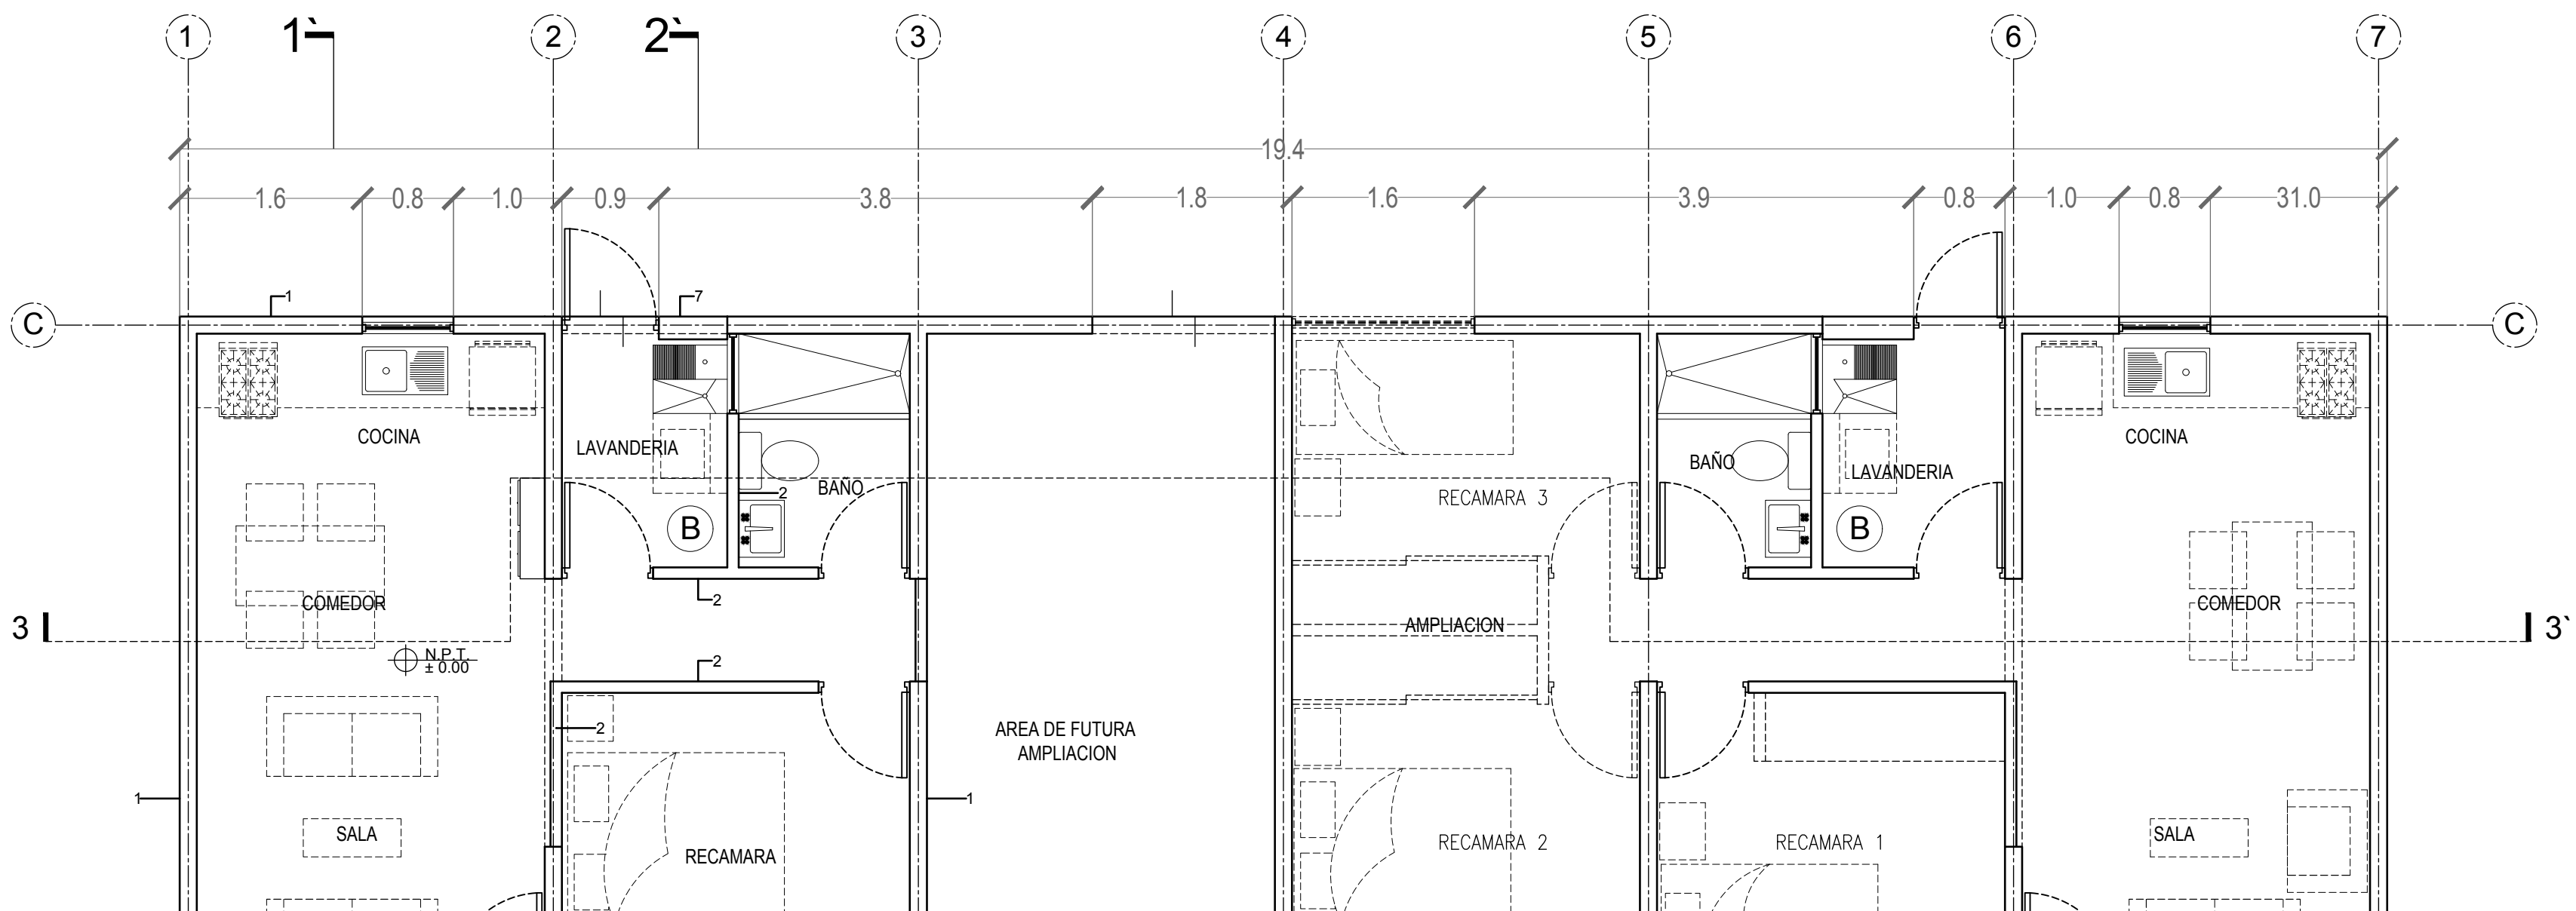 1 1` 2 2` 3 4 5 6 7
19.4
1.6 0.8 1.0 0.9 3.8 1.8 1.6 3.9 0.8 1.0 0.8 31.0
1 7
C C
COCINA COCINA
LAVANDERIA BAÑO LAVANDERIA
2 BAÑO RECAMARA 3
B B
2
COMEDOR AMPLIACION COMEDOR
3 3`
N.P.T.
± 0.00
2
2
AREA DE FUTURA
AMPLIACION
1 1
SALA RECAMARA 2 RECAMARA 1 SALA
RECAMARA